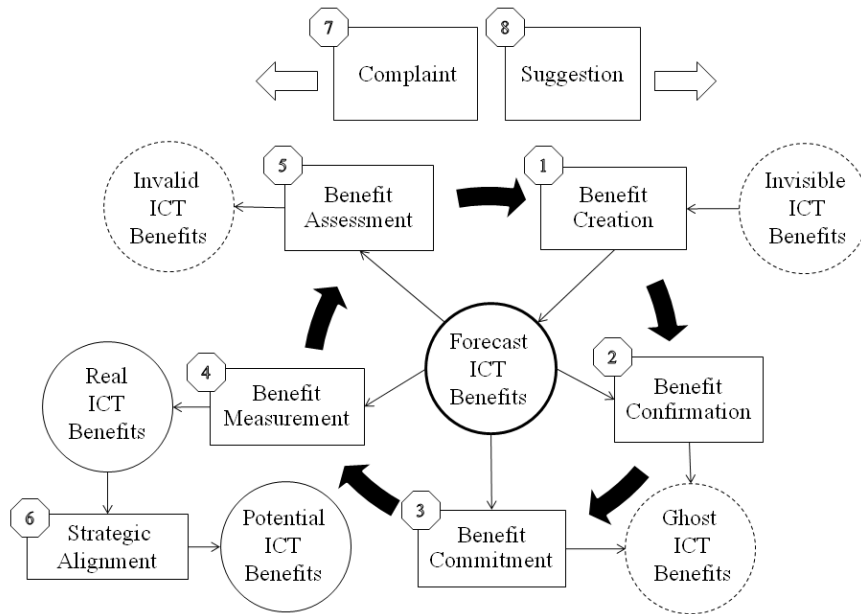 7
Complaint
8
Suggestion
Invalid
ICT
Benefits
5
Benefit
Assessment
1
Benefit
Creation
Invisible
ICT
Benefits
Forecast
ICT
Benefits
2
Benefit
Confirmation
Real
ICT
Benefits
4
Benefit
Measurement
6
Strategic
Alignment
Potential
ICT
Benefits
3
Benefit
Commitment
Ghost
ICT
Benefits